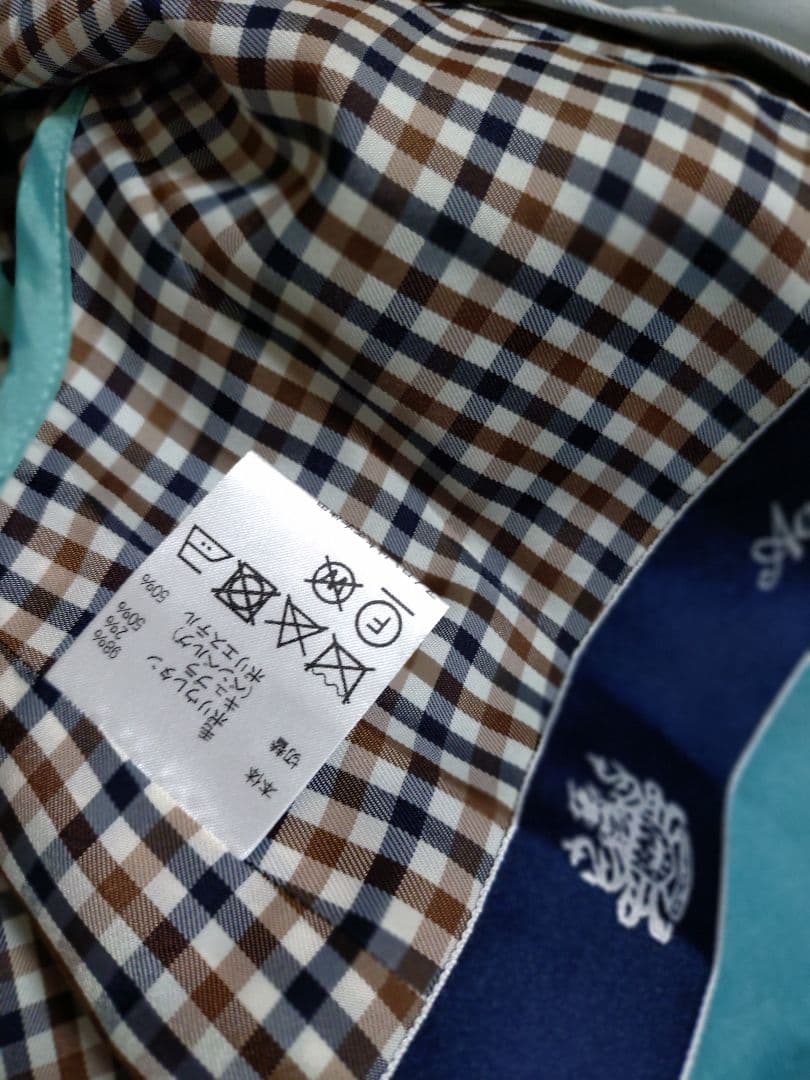 本体 毛 98%
ポリウレタン 2%
切替 キュプラ 50%
(ベンベルグ)
ポリエステル 50%
W
F